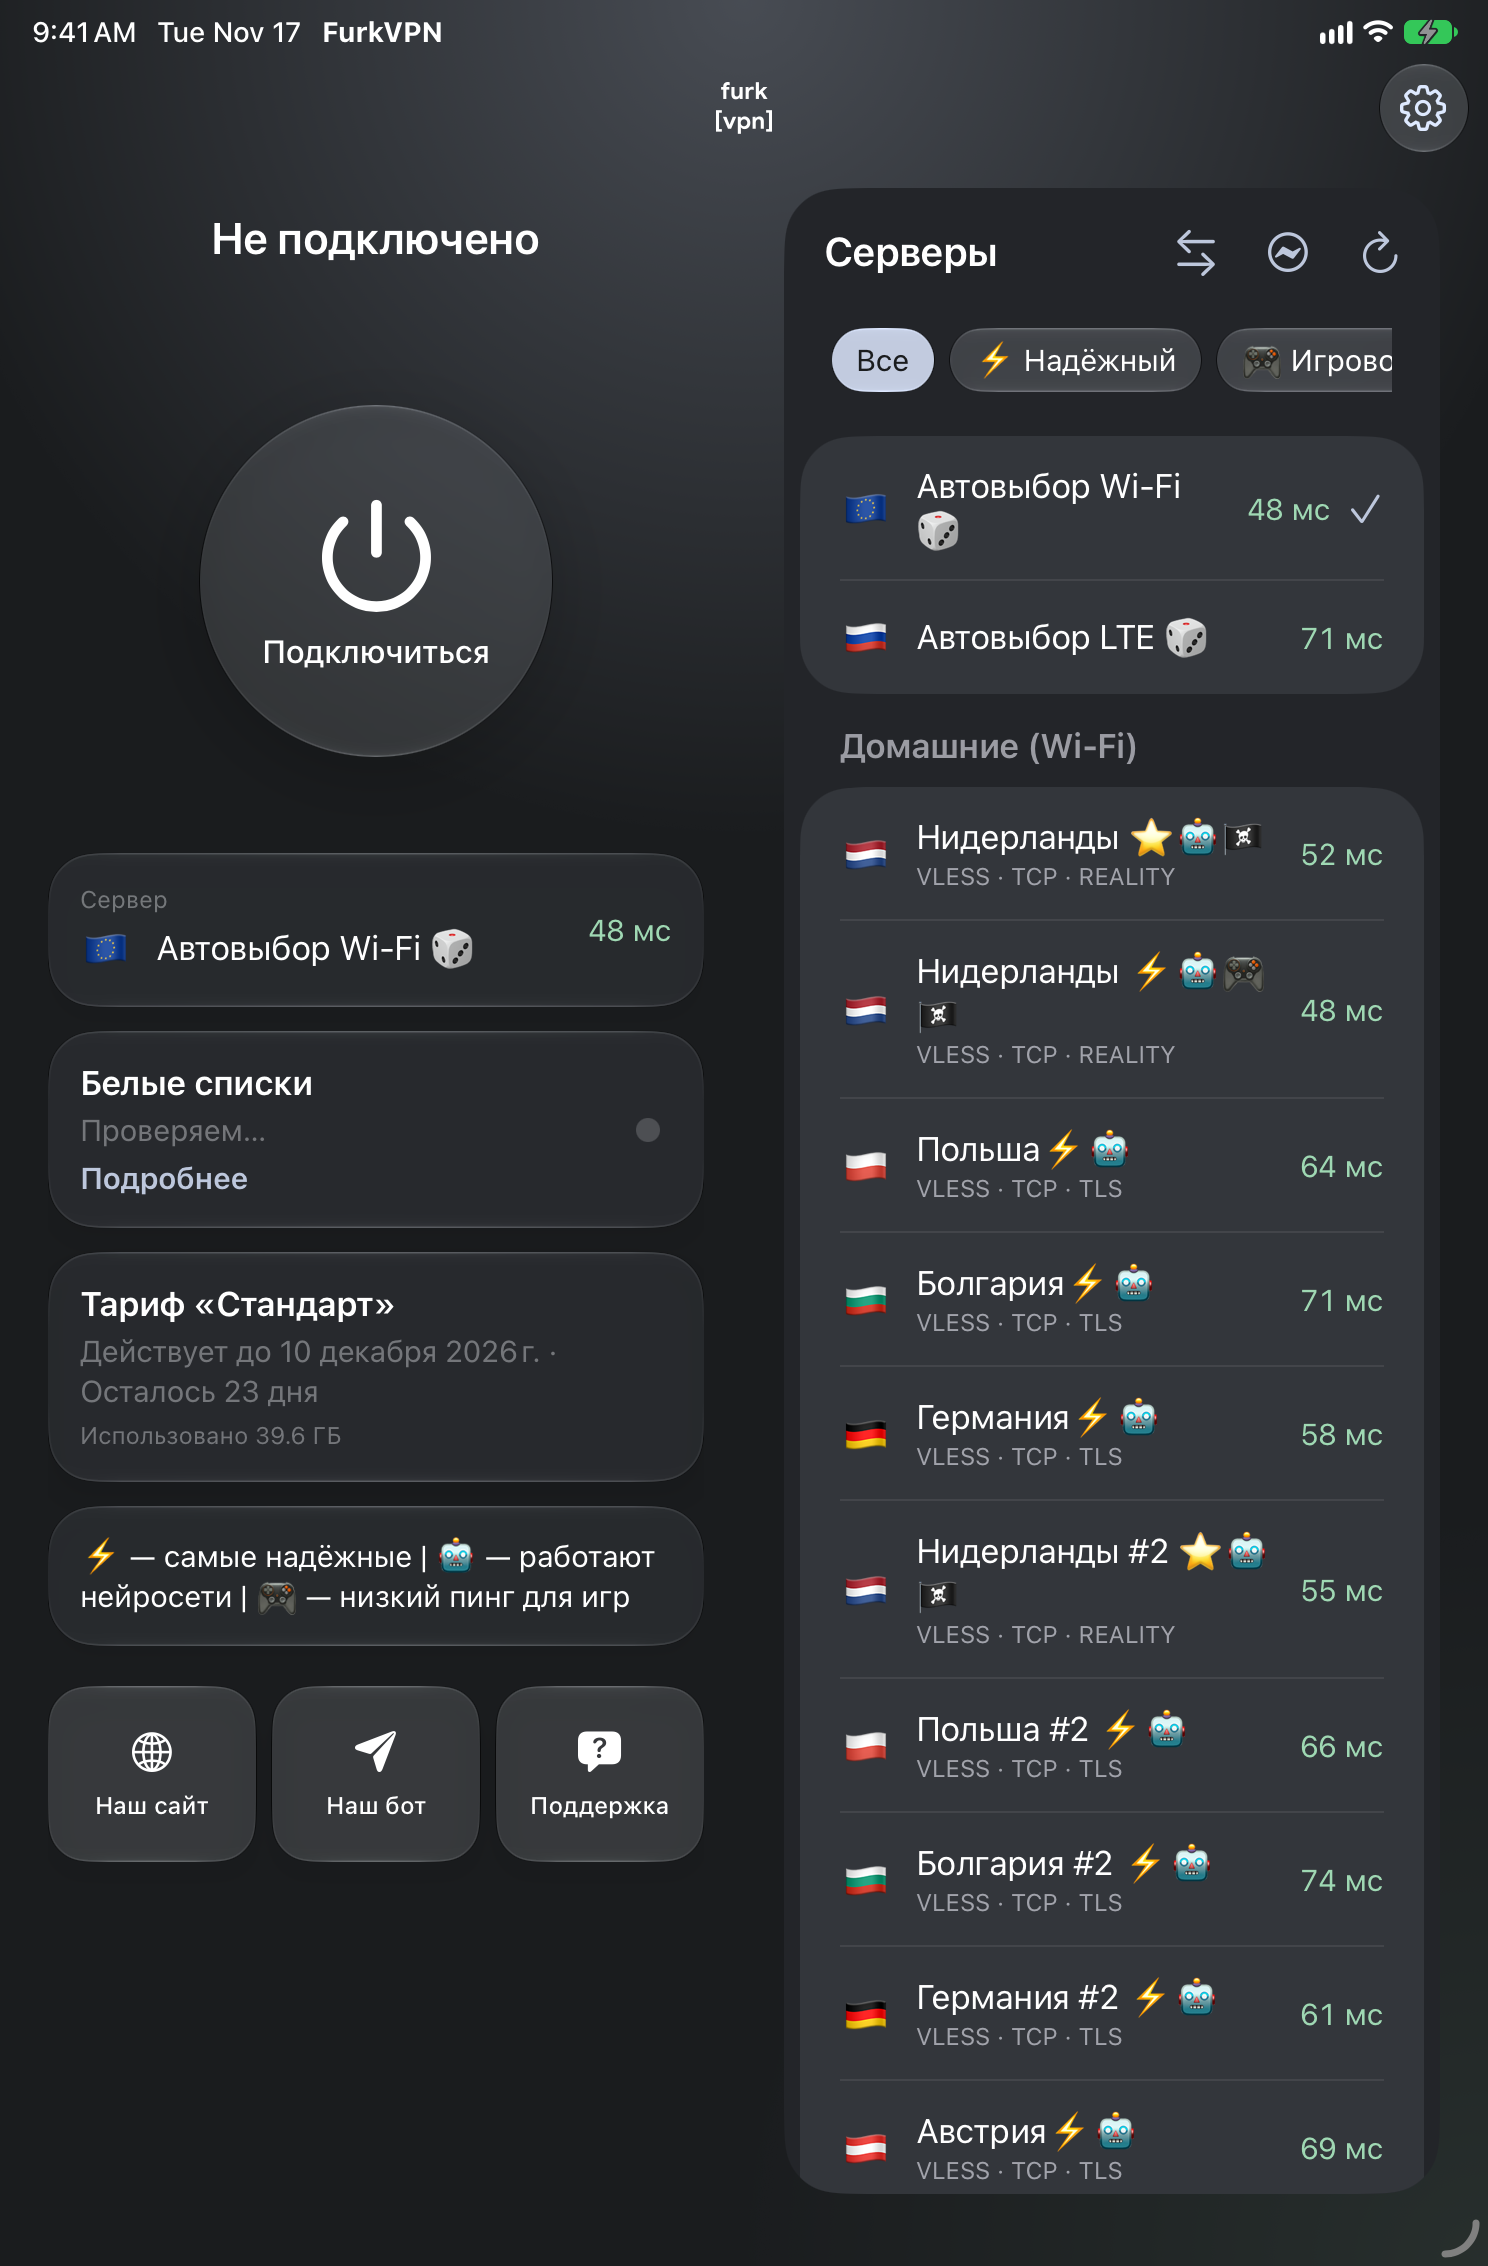 9:41 AM Tue Nov 17 FurkVPN
furk
[vpn]
Не подключено
Подключиться
Сервер
Автовыбор Wi-Fi 🎲
48 мс
Белые списки
Проверяем...
Подробнее
Тариф «Стандарт»
Действует до 10 декабря 2026 г. ·
Осталось 23 дня
Использовано 39.6 ГБ
⚡ — самые надёжные | 🤖 — работают
нейросети | 🎮 — низкий пинг для игр
Наш сайт
Наш бот
Поддержка
Серверы
Все
⚡ Надёжный
🎮 Игрово
Автовыбор Wi-Fi
🎲
48 мс
Автовыбор LTE 🎲
71 мс
Домашние (Wi-Fi)
Нидерланды ⭐🤖🏴‍☠️
VLESS · TCP · REALITY
52 мс
Нидерланды ⚡🤖🎮
🏴‍☠️
VLESS · TCP · REALITY
48 мс
Польша⚡🤖
VLESS · TCP · TLS
64 мс
Болгария⚡🤖
VLESS · TCP · TLS
71 мс
Германия⚡🤖
VLESS · TCP · TLS
58 мс
Нидерланды #2 ⭐🤖
🏴‍☠️
VLESS · TCP · REALITY
55 мс
Польша #2 ⚡🤖
VLESS · TCP · TLS
66 мс
Болгария #2 ⚡🤖
VLESS · TCP · TLS
74 мс
Германия #2 ⚡🤖
VLESS · TCP · TLS
61 мс
Австрия⚡🤖
VLESS · TCP · TLS
69 мс